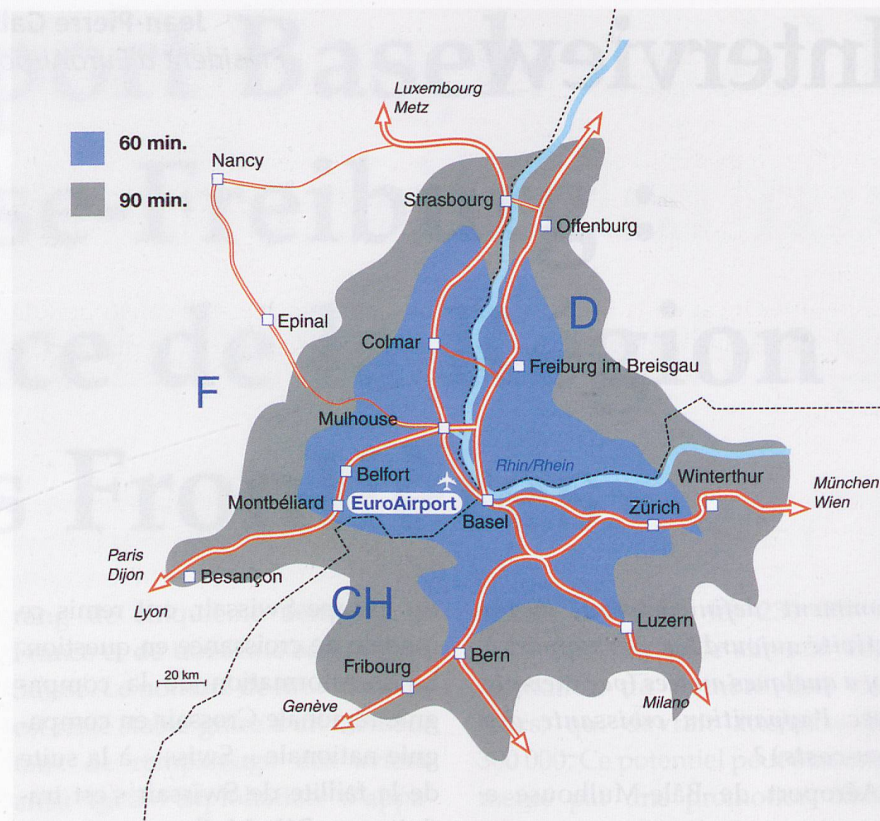 Luxembourg
Metz
60 min.
Nancy
90 min.
Strasbourg
Offenburg
D
Epinal
Colmar
Freiburg im Breisgau
F
Mulhouse
Rhin/Rhein
Belfort
Winterthur
München
Wien
Montbéliard
EuroAirport
Basel
Zürich
Paris
Dijon
Besançon
Lyon
CH
Luzern
Bern
Fribourg
20 km
Genève
Milano